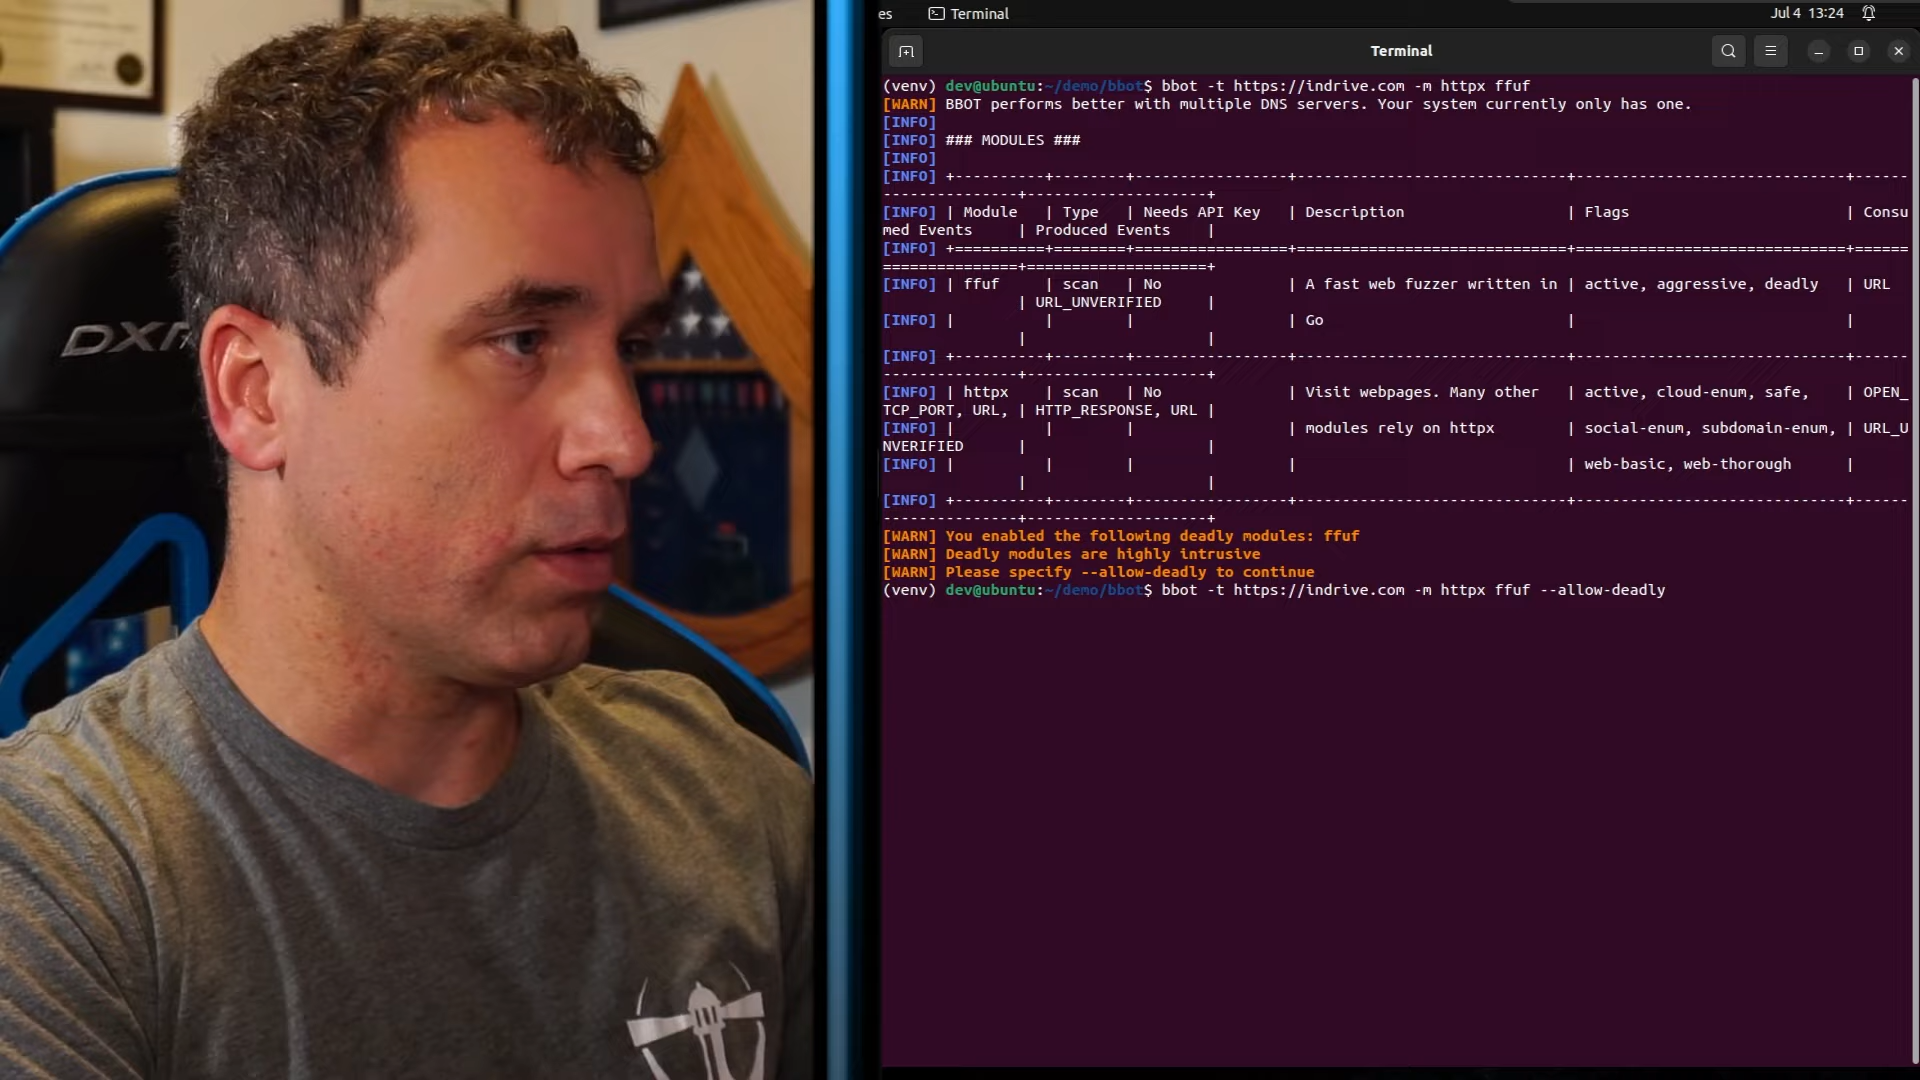 DXR
es
Terminal
Jul 4 13:24
Terminal
(venv) dev@ubuntu:~/demo/bbot$ bbot -t https://indrive.com -m httpx ffuf
[WARN] BBOT performs better with multiple DNS servers. Your system currently only has one.
[INFO]
[INFO] ### MODULES ###
[INFO]
[INFO] +----------+--------+-----------------+------------------------------+------------------------------+------
---------------+--------------------+
[INFO] | Module | Type | Needs API Key | Description | Flags | Consu
med Events | Produced Events |
[INFO] +==========+========+=================+==============================+==============================+======
===============+====================+
[INFO] | ffuf | scan | No | A fast web fuzzer written in | active, aggressive, deadly | URL
| URL_UNVERIFIED |
[INFO] | | | | Go | |
| |
[INFO] +----------+--------+-----------------+------------------------------+------------------------------+------
---------------+--------------------+
[INFO] | httpx | scan | No | Visit webpages. Many other | active, cloud-enum, safe, | OPEN_
TCP_PORT, URL, | HTTP_RESPONSE, URL |
[INFO] | | | | modules rely on httpx | social-enum, subdomain-enum, | URL_U
NVERIFIED | |
[INFO] | | | | | web-basic, web-thorough |
| |
[INFO] +----------+--------+-----------------+------------------------------+------------------------------+------
---------------+--------------------+
[WARN] You enabled the following deadly modules: ffuf
[WARN] Deadly modules are highly intrusive
[WARN] Please specify --allow-deadly to continue
(venv) dev@ubuntu:~/demo/bbot$ bbot -t https://indrive.com -m httpx ffuf --allow-deadly